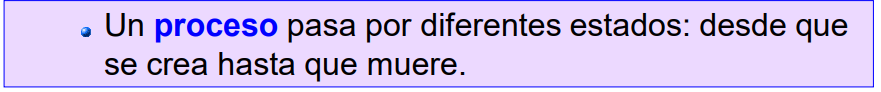 Un proceso pasa por diferentes estados: desde que
se crea hasta que muere.